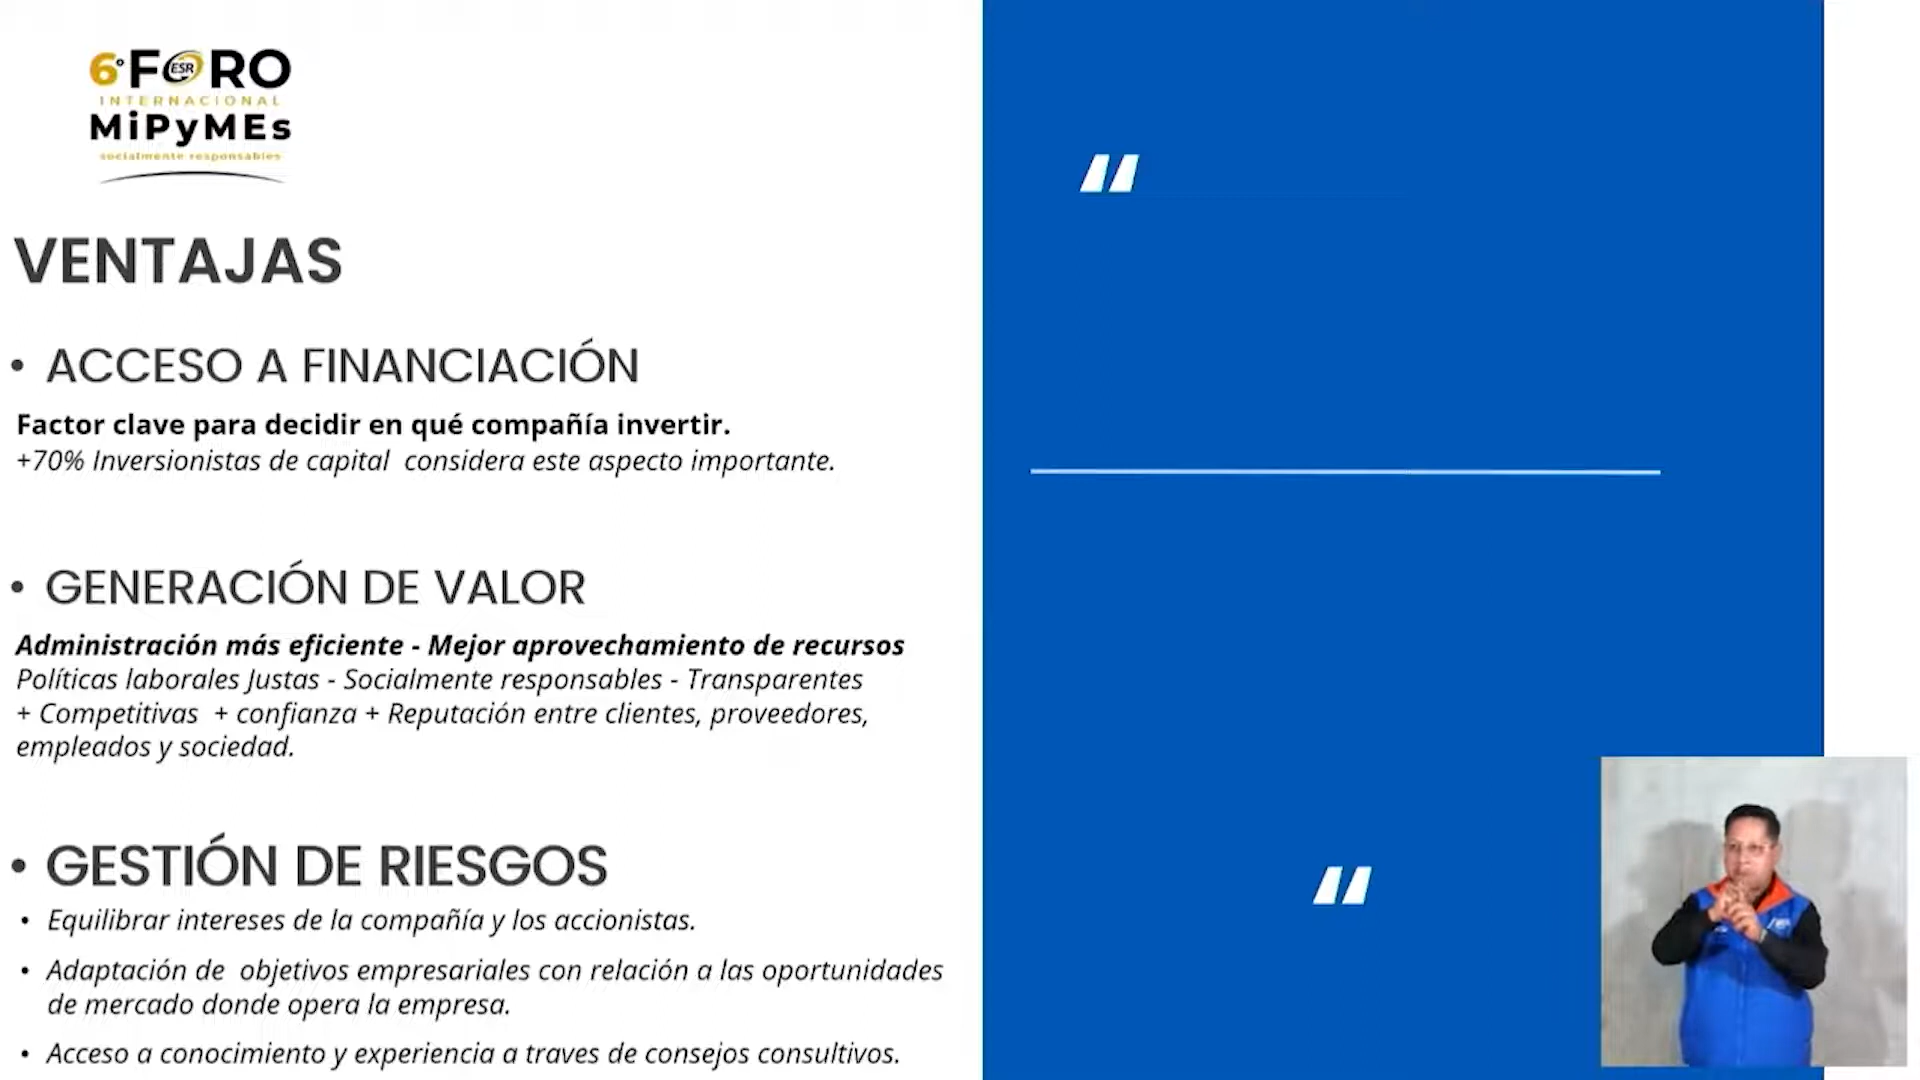 6° FORO
ESR
INTERNACIONAL
MiPyMEs
socialmente responsables
VENTAJAS
• ACCESO A FINANCIACIÓN
Factor clave para decidir en qué compañía invertir.
+70% Inversionistas de capital considera este aspecto importante.
• GENERACIÓN DE VALOR
Administración más eficiente - Mejor aprovechamiento de recursos
Políticas laborales Justas - Socialmente responsables - Transparentes
+ Competitivas + confianza + Reputación entre clientes, proveedores,
empleados y sociedad.
• GESTIÓN DE RIESGOS
• Equilibrar intereses de la compañía y los accionistas.
• Adaptación de objetivos empresariales con relación a las oportunidades
de mercado donde opera la empresa.
• Acceso a conocimiento y experiencia a traves de consejos consultivos.
“
“